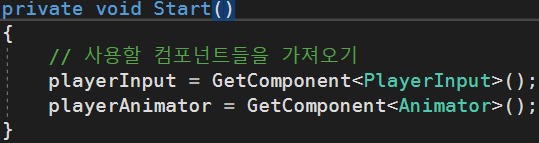 private void Start()
{
// 사용할 컴포넌트들을 가져오기
playerInput = GetComponent<PlayerInput>();
playerAnimator = GetComponent<Animator>();
}